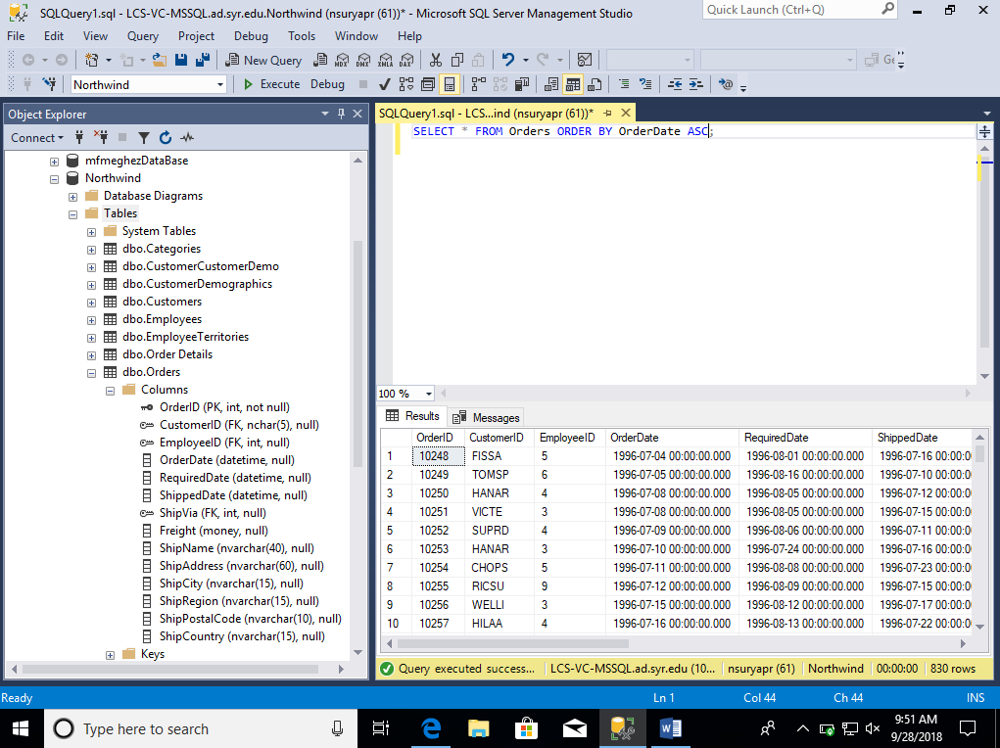 SQLQuery1.sql - LCS-VC-MSSQL.ad.syr.edu.Northwind (nsuryapr (61))* - Microsoft SQL Server Management Studio
Quick Launch (Ctrl+Q)
File Edit View Query Project Debug Tools Window Help
New Query MDX DMX XMLA DAX
Northwind Execute Debug
Object Explorer
Connect
mfmeghezDataBase
Northwind
Database Diagrams
Tables
System Tables
dbo.Categories
dbo.CustomerCustomerDemo
dbo.CustomerDemographics
dbo.Customers
dbo.Employees
dbo.EmployeeTerritories
dbo.Order Details
dbo.Orders
Columns
OrderID (PK, int, not null)
CustomerID (FK, nchar(5), null)
EmployeeID (FK, int, null)
OrderDate (datetime, null)
RequiredDate (datetime, null)
ShippedDate (datetime, null)
ShipVia (FK, int, null)
Freight (money, null)
ShipName (nvarchar(40), null)
ShipAddress (nvarchar(60), null)
ShipCity (nvarchar(15), null)
ShipRegion (nvarchar(15), null)
ShipPostalCode (nvarchar(10), null)
ShipCountry (nvarchar(15), null)
Keys
SQLQuery1.sql - LCS...ind (nsuryapr (61))*
SELECT * FROM Orders ORDER BY OrderDate ASC;
100 %
Results Messages
OrderID CustomerID EmployeeID OrderDate RequiredDate ShippedDate
1 10248 FISSA 5 1996-07-04 00:00:00.000 1996-08-01 00:00:00.000 1996-07-16 00:00:0
2 10249 TOMSP 6 1996-07-05 00:00:00.000 1996-08-16 00:00:00.000 1996-07-10 00:00:0
3 10250 HANAR 4 1996-07-08 00:00:00.000 1996-08-05 00:00:00.000 1996-07-12 00:00:0
4 10251 VICTE 3 1996-07-08 00:00:00.000 1996-08-05 00:00:00.000 1996-07-15 00:00:0
5 10252 SUPRD 4 1996-07-09 00:00:00.000 1996-08-06 00:00:00.000 1996-07-11 00:00:0
6 10253 HANAR 3 1996-07-10 00:00:00.000 1996-07-24 00:00:00.000 1996-07-16 00:00:0
7 10254 CHOPS 5 1996-07-11 00:00:00.000 1996-08-08 00:00:00.000 1996-07-23 00:00:0
8 10255 RICSU 9 1996-07-12 00:00:00.000 1996-08-09 00:00:00.000 1996-07-15 00:00:0
9 10256 WELLI 3 1996-07-15 00:00:00.000 1996-08-12 00:00:00.000 1996-07-17 00:00:0
10 10257 HILAA 4 1996-07-16 00:00:00.000 1996-08-13 00:00:00.000 1996-07-22 00:00:0
Query executed success... LCS-VC-MSSQL.ad.syr.edu (10... nsuryapr (61) Northwind 00:00:00 830 rows
Ready Ln 1 Col 44 Ch 44 INS
Type here to search
9:51 AM
9/28/2018